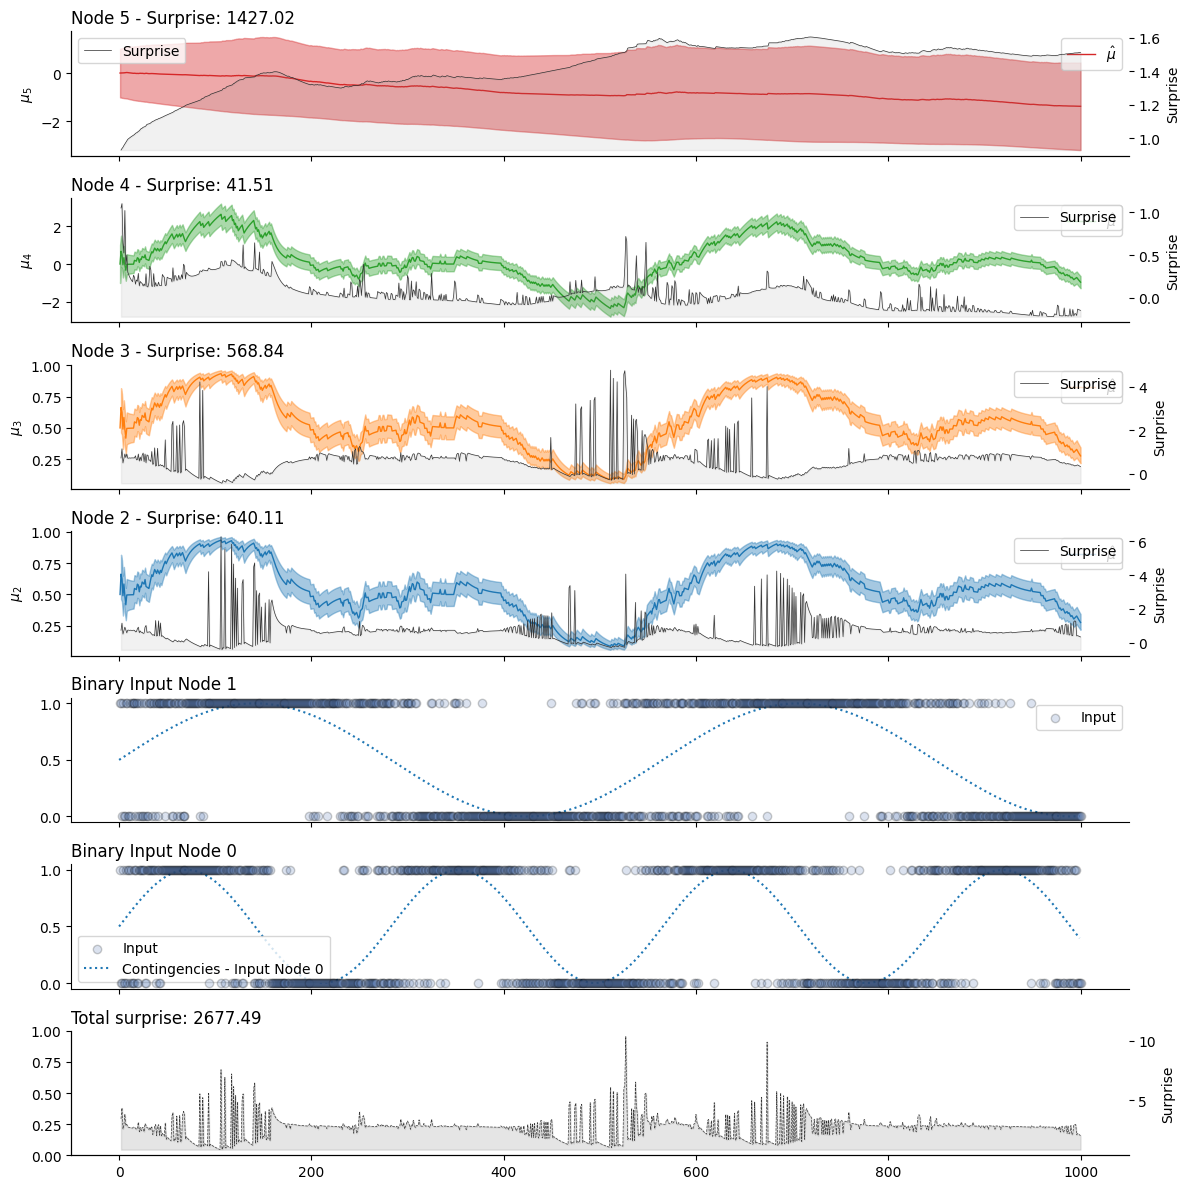 Node 5 - Surprise: 1427.02
Surprise
μ̂
0
−2
μ5
1.6
1.4
1.2
1.0
Surprise
Node 4 - Surprise: 41.51
Surprise
2
0
−2
μ4
1.0
0.5
0.0
Surprise
Node 3 - Surprise: 568.84
Surprise
1.00
0.75
0.50
0.25
μ3
4
2
0
Surprise
Node 2 - Surprise: 640.11
Surprise
1.00
0.75
0.50
0.25
μ2
6
4
2
0
Surprise
Binary Input Node 1
Input
1.0
0.5
0.0
Binary Input Node 0
1.0
0.5
0.0
Input
Contingencies - Input Node 0
Total surprise: 2677.49
1.00
0.75
0.50
0.25
0.00
10
5
Surprise
0
200
400
600
800
1000